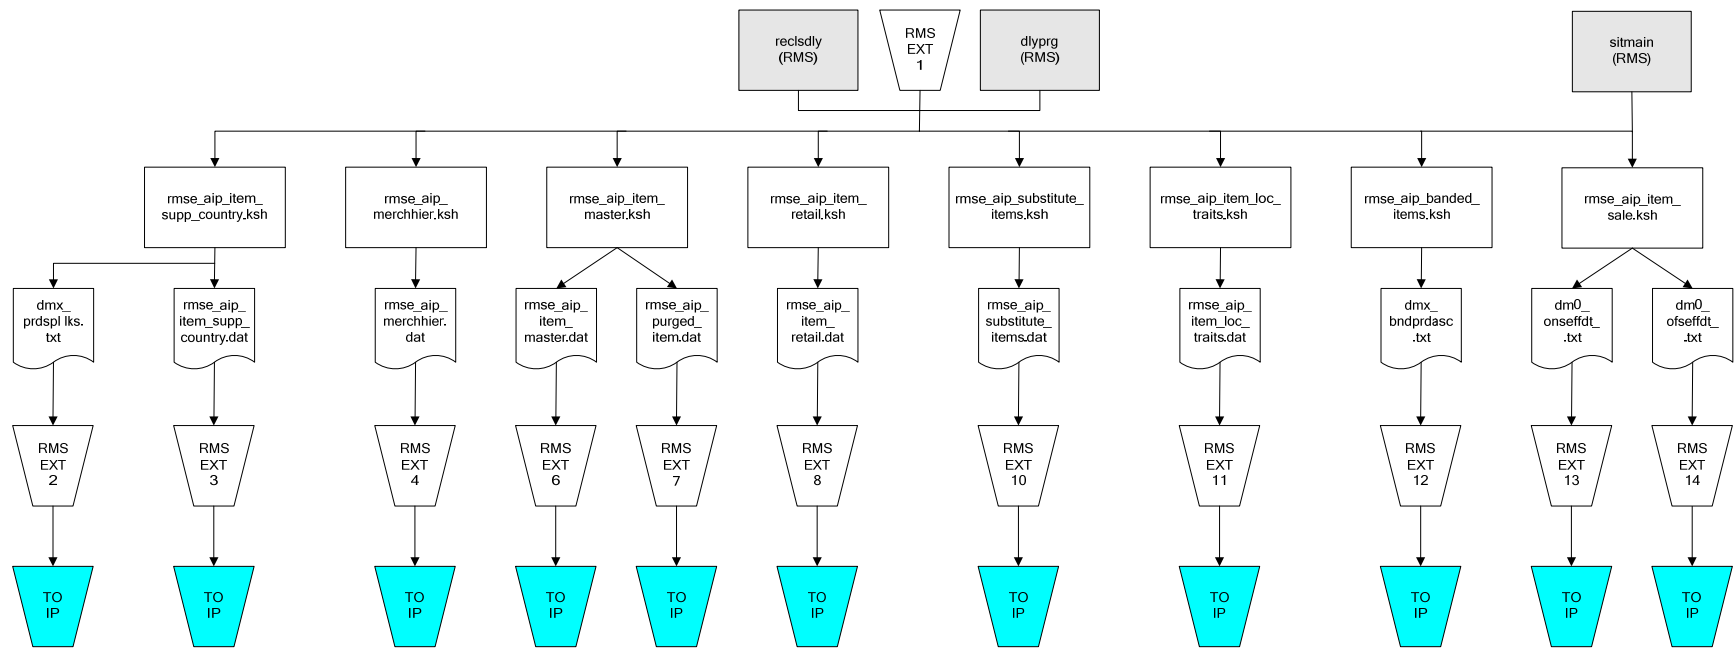 reclsdly
(RMS)
RMS
EXT
1
dlyprg
(RMS)
sitmain
(RMS)
rmse_aip_item_
supp_country.ksh
rmse_aip_
merchhier.ksh
rmse_aip_item_
master.ksh
rmse_aip_item_
retail.ksh
rmse_aip_substitute_
items.ksh
rmse_aip_item_loc_
traits.ksh
rmse_aip_banded_
items.ksh
rmse_aip_item_
sale.ksh
dmx_
prdspl lks.
txt
rmse_aip_
item_supp_
country.dat
rmse_aip_
merchhier.
dat
rmse_aip_
item_
master.dat
rmse_aip_
purged_
item.dat
rmse_aip_
item_
retail.dat
rmse_aip_
substitute_
items.dat
rmse_aip_
item_loc_
traits.dat
dmx_
bndprdasc
.txt
dm0_
onseffdt_
.txt
dm0_
ofseffdt_
.txt
RMS
EXT
2
RMS
EXT
3
RMS
EXT
4
RMS
EXT
6
RMS
EXT
7
RMS
EXT
8
RMS
EXT
10
RMS
EXT
11
RMS
EXT
12
RMS
EXT
13
RMS
EXT
14
TO
IP
TO
IP
TO
IP
TO
IP
TO
IP
TO
IP
TO
IP
TO
IP
TO
IP
TO
IP
TO
IP